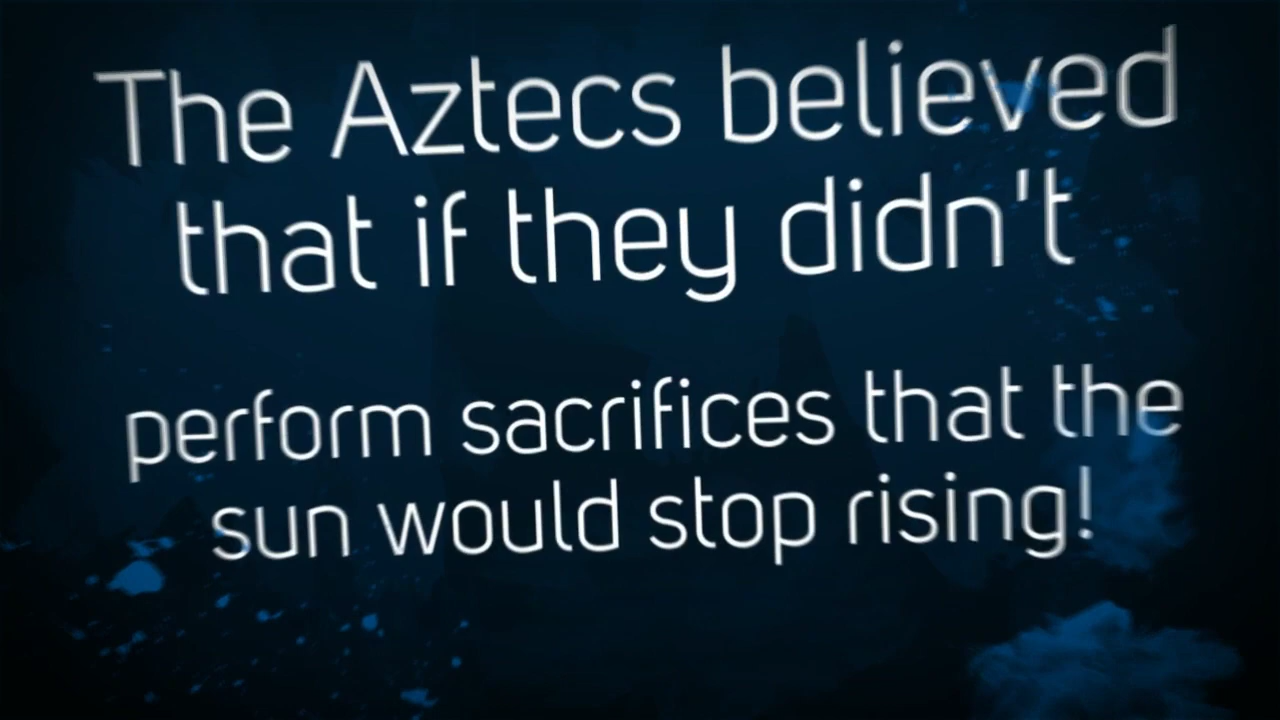 The Aztecs believed
that if they didn't
perform sacrifices that the
sun would stop rising!